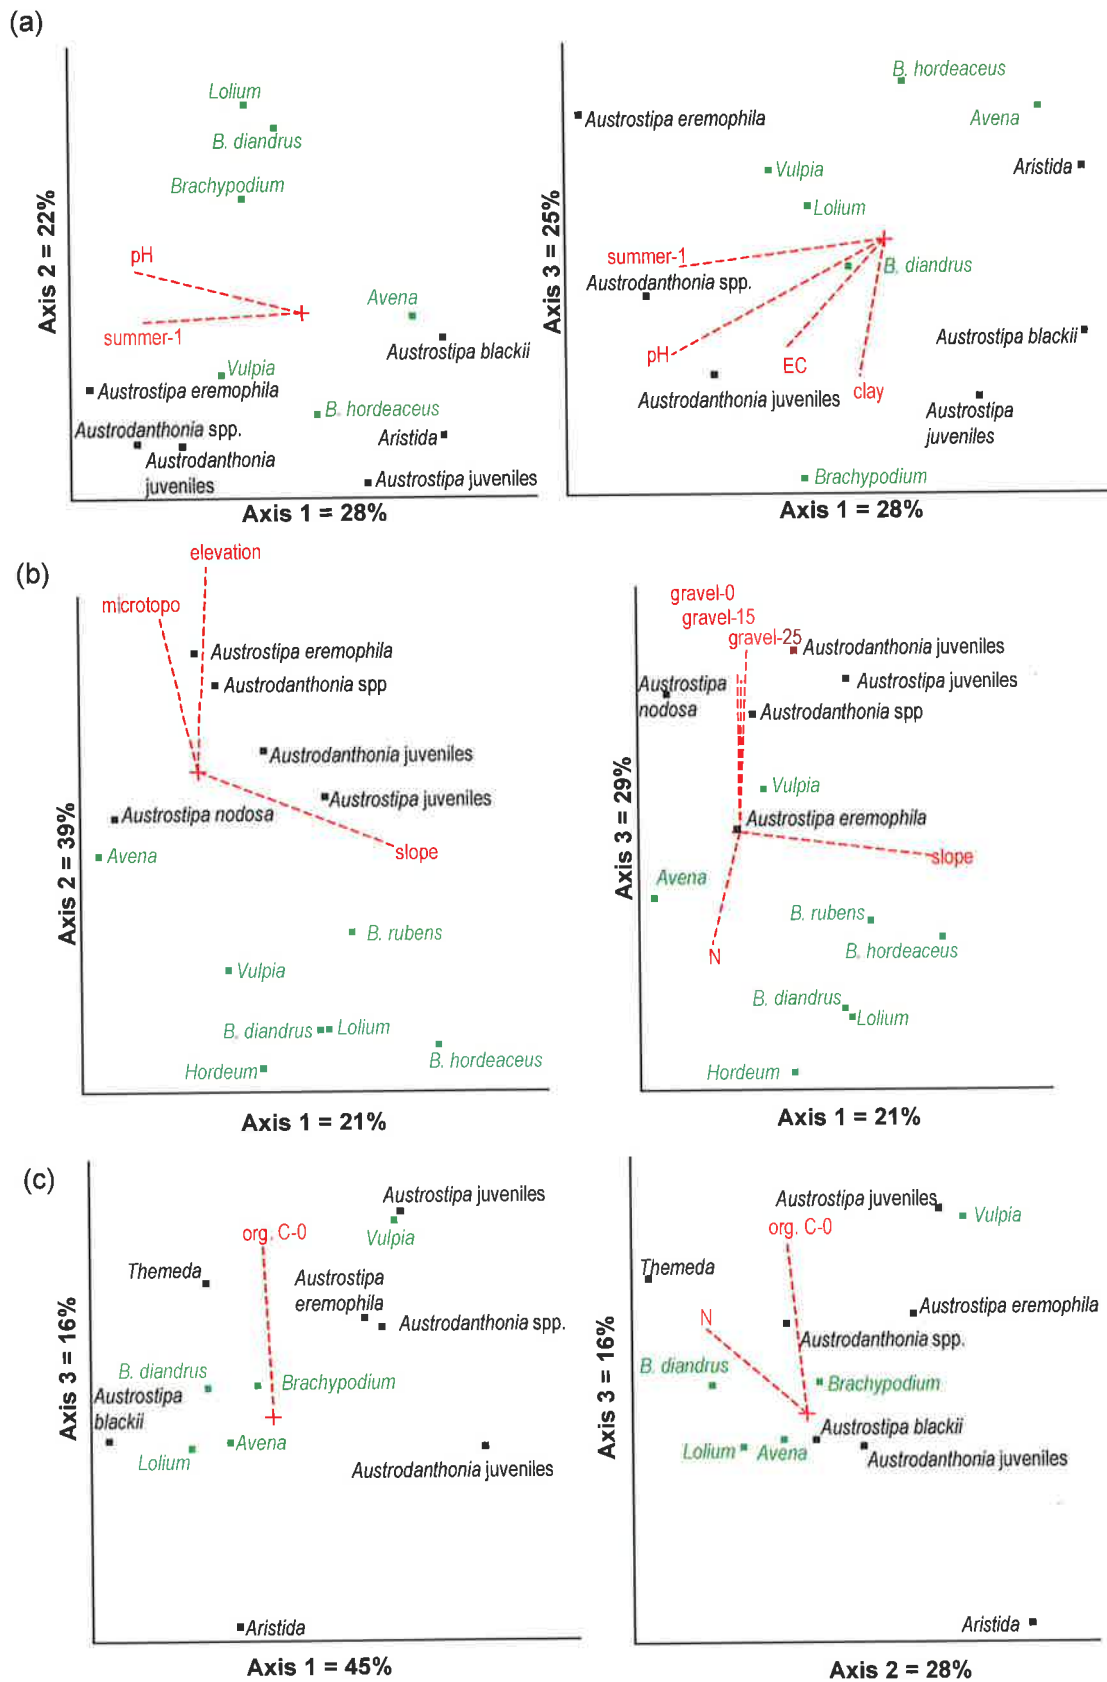 (a)
Lolium
B. diandrus
Brachypodium
pH
summer-1
Avena
Austrostipa blackii
Vulpia
Austrostipa eremophila
B. hordeaceus
Austrodanthonia spp.
Aristida
Austrodanthonia
juveniles
Austrostipa juveniles
Axis 2 = 22%
Axis 1 = 28%
B. hordeaceus
Austrostipa eremophila
Avena
Vulpia
Aristida
Lolium
summer-1
B. diandrus
Austrodanthonia spp.
Austrostipa blackii
pH
EC
clay
Austrodanthonia juveniles
Austrostipa
juveniles
Brachypodium
Axis 3 = 25%
Axis 1 = 28%
(b)
elevation
microtopo
Austrostipa eremophila
Austrodanthonia spp
Austrodanthonia juveniles
Austrostipa juveniles
Austrostipa nodosa
Avena
slope
B. rubens
Vulpia
B. diandrus
Lolium
B. hordeaceus
Hordeum
Axis 2 = 39%
Axis 1 = 21%
gravel-0
gravel-15
gravel-25
Austrodanthonia juveniles
Austrostipa juveniles
Austrostipa
nodosa
Austrodanthonia spp
Vulpia
Austrostipa eremophila
slope
Avena
B. rubens
B. hordeaceus
N
B. diandrus
Lolium
Hordeum
Axis 3 = 29%
Axis 1 = 21%
(c)
Austrostipa juveniles
org. C-0
Vulpia
Themeda
Austrostipa
eremophila
Austrodanthonia spp.
B. diandrus
Brachypodium
Austrostipa
blackii
Avena
Lolium
Austrodanthonia juveniles
Aristida
Axis 3 = 16%
Axis 1 = 45%
Austrostipa juveniles
org. C-0
Vulpia
Themeda
Austrostipa eremophila
N
Austrodanthonia spp.
B. diandrus
Brachypodium
Austrostipa blackii
Lolium
Avena
Austrodanthonia juveniles
Aristida
Axis 3 = 16%
Axis 2 = 28%